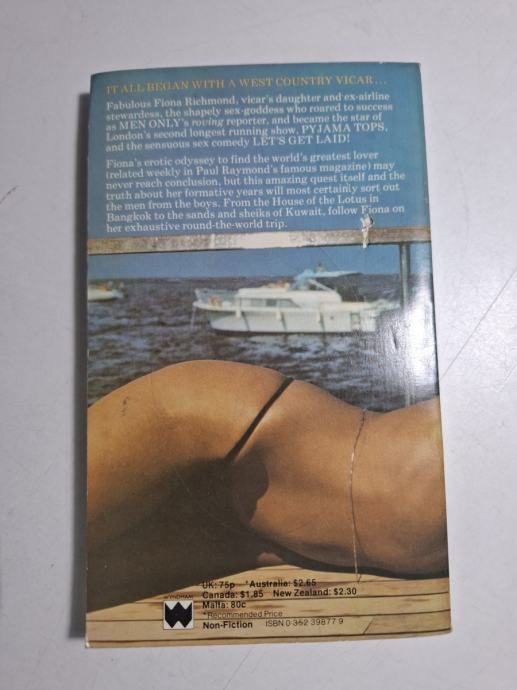 IT ALL BEGAN WITH A WEST COUNTRY VICAR...
Fabulous Fiona Richmond, vicar's daughter and ex-airline
stewardess, the shapely sex-goddess who roared to success
as MEN ONLY's roving reporter, and became the star of
London's second longest running show, PYJAMA TOPS,
and the sensuous sex comedy LET'S GET LAID!
Fiona's erotic odyssey to find the world's greatest lover
(related weekly in Paul Raymond's famous magazine) may
never reach conclusion, but this amazing quest itself and the
truth about her formative years will most certainly sort out
the men from the boys. From the House of the Lotus in
Bangkok to the sands and sheiks of Kuwait, follow Fiona on
her exhaustive round-the-world trip.
UK: 75p *Australia: $2.65
Canada: $1.85 New Zealand: $2.30
Malta: 80c
*Recommended Price
Non-Fiction ISBN 0 352 39877 9
WYNDHAM
W